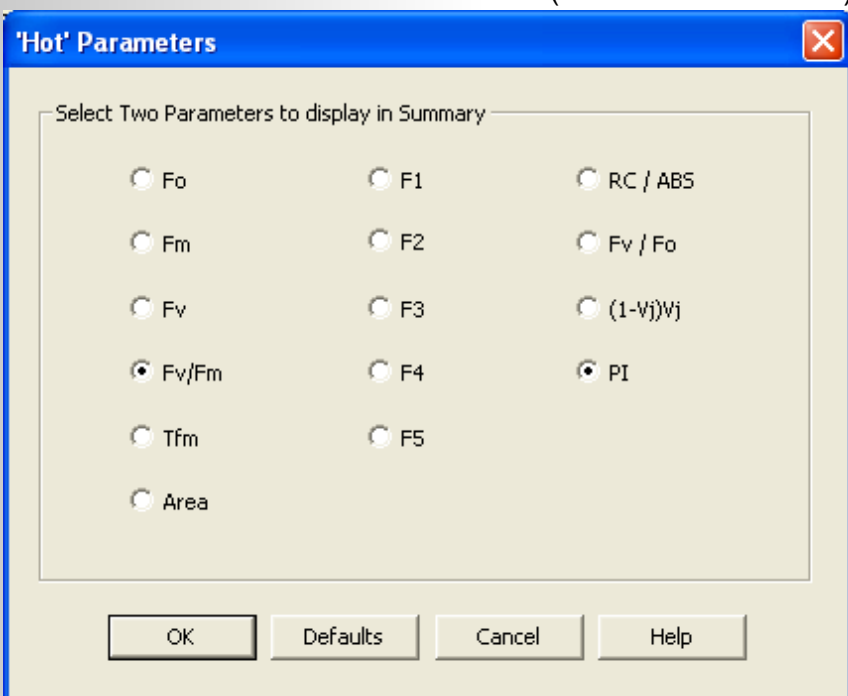 'Hot' Parameters
Select Two Parameters to display in Summary
Fo F1 RC / ABS
Fm F2 Fv / Fo
Fv F3 (1-Vj)Vj
Fv/Fm F4 PI
Tfm F5
Area
OK Defaults Cancel Help